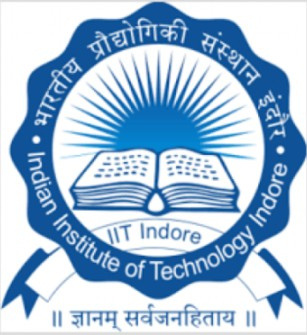 भारतीय प्रौद्योगिकी संस्थान इंदौर
IIT Indore
Indian Institute of Technology Indore
॥ ज्ञानम् सर्वजनहिताय ॥